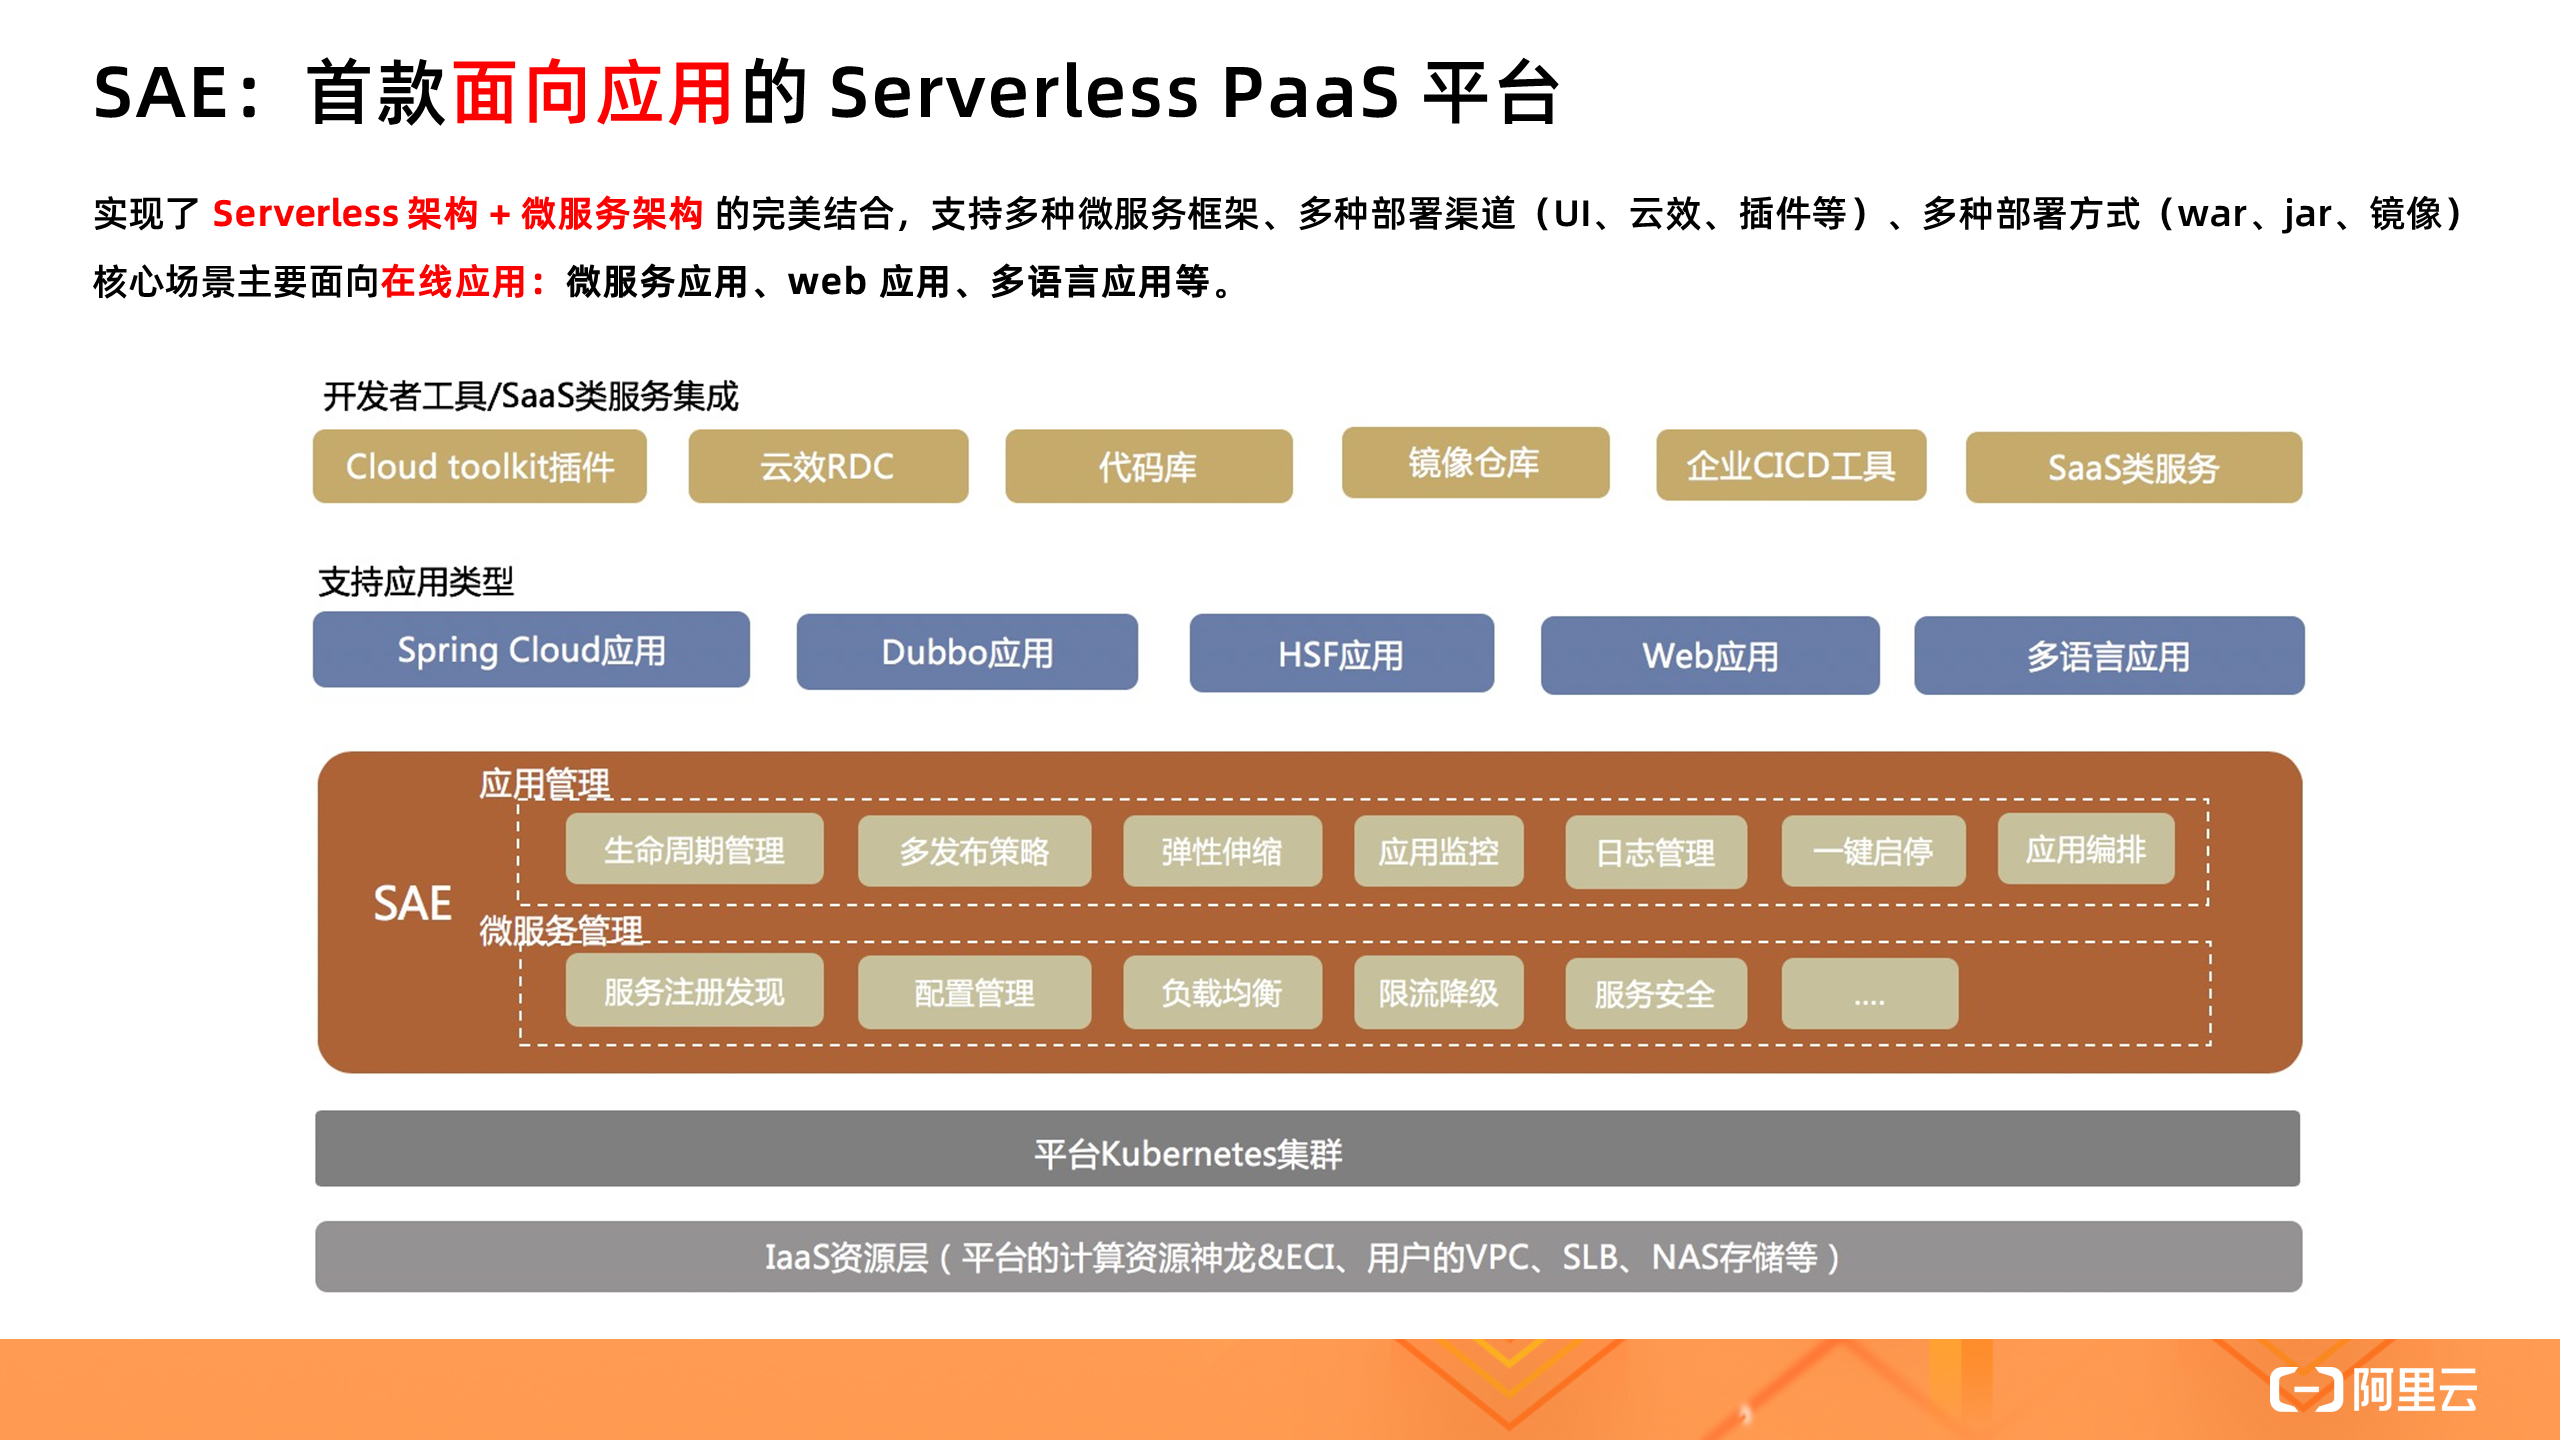 SAE：首款面向应用的 Serverless PaaS 平台
实现了 Serverless 架构 + 微服务架构 的完美结合，支持多种微服务框架、多种部署渠道（UI、云效、插件等）、多种部署方式（war、jar、镜像）
核心场景主要面向在线应用：微服务应用、web 应用、多语言应用等。
开发者工具/SaaS类服务集成
Cloud toolkit插件 云效RDC 代码库 镜像仓库 企业CICD工具 SaaS类服务
支持应用类型
Spring Cloud应用 Dubbo应用 HSF应用 Web应用 多语言应用
应用管理
生命周期管理 多发布策略 弹性伸缩 应用监控 日志管理 一键启停 应用编排
SAE
微服务管理
服务注册发现 配置管理 负载均衡 限流降级 服务安全 ....
平台Kubernetes集群
IaaS资源层（平台的计算资源神龙&ECI、用户的VPC、SLB、NAS存储等）
阿里云